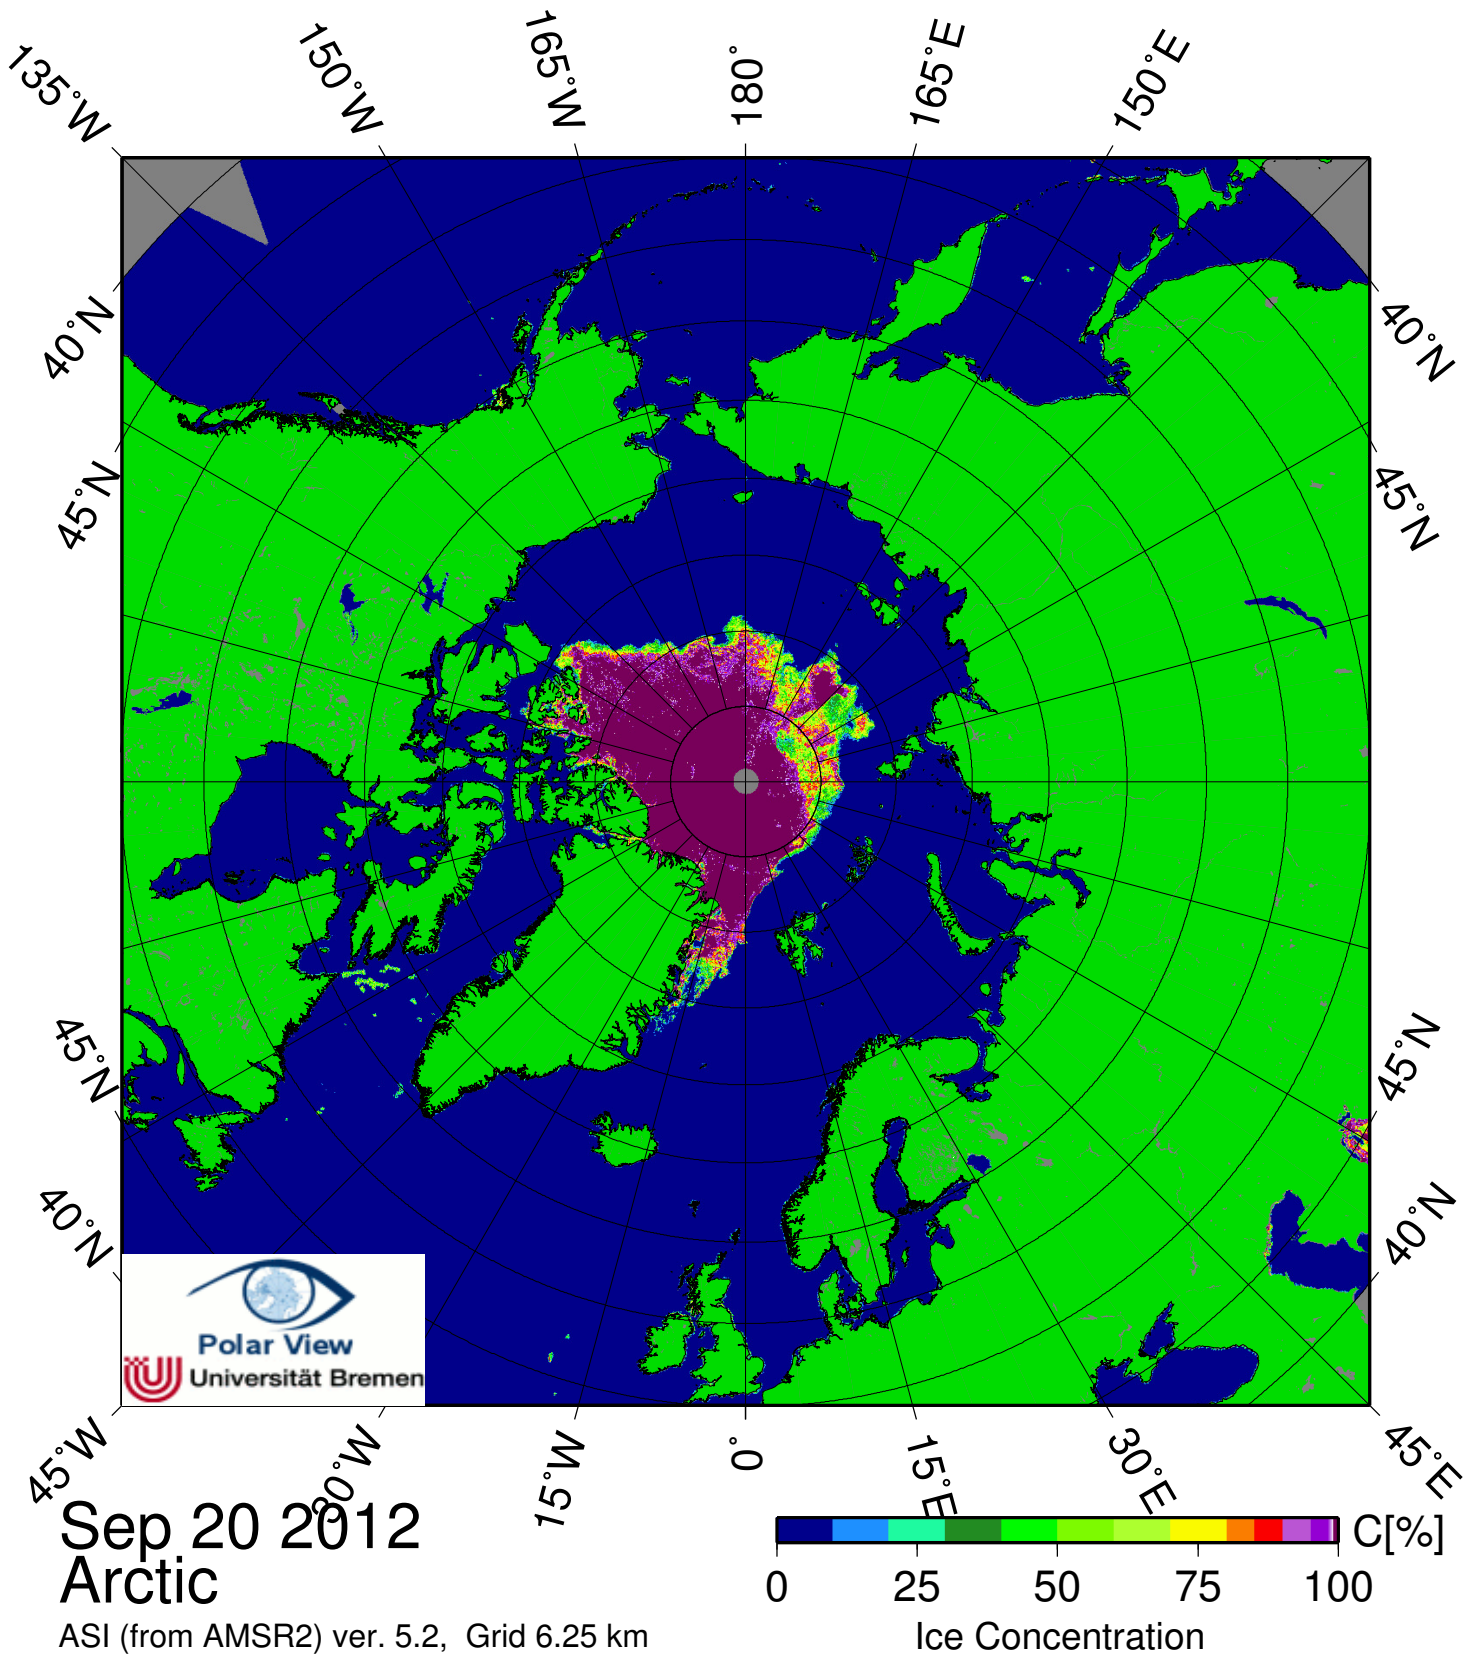 135°W
150°W
165°W
180°
165°E
150°E
40°N
40°N
45°N
45°N
45°N
45°N
40°N
40°N
Polar View
Universität Bremen
45°W
30°W
15°W
0°
15°E
30°E
45°E
Sep 20 2012
Arctic
ASI (from AMSR2) ver. 5.2, Grid 6.25 km
C[%]
0 25 50 75 100
Ice Concentration